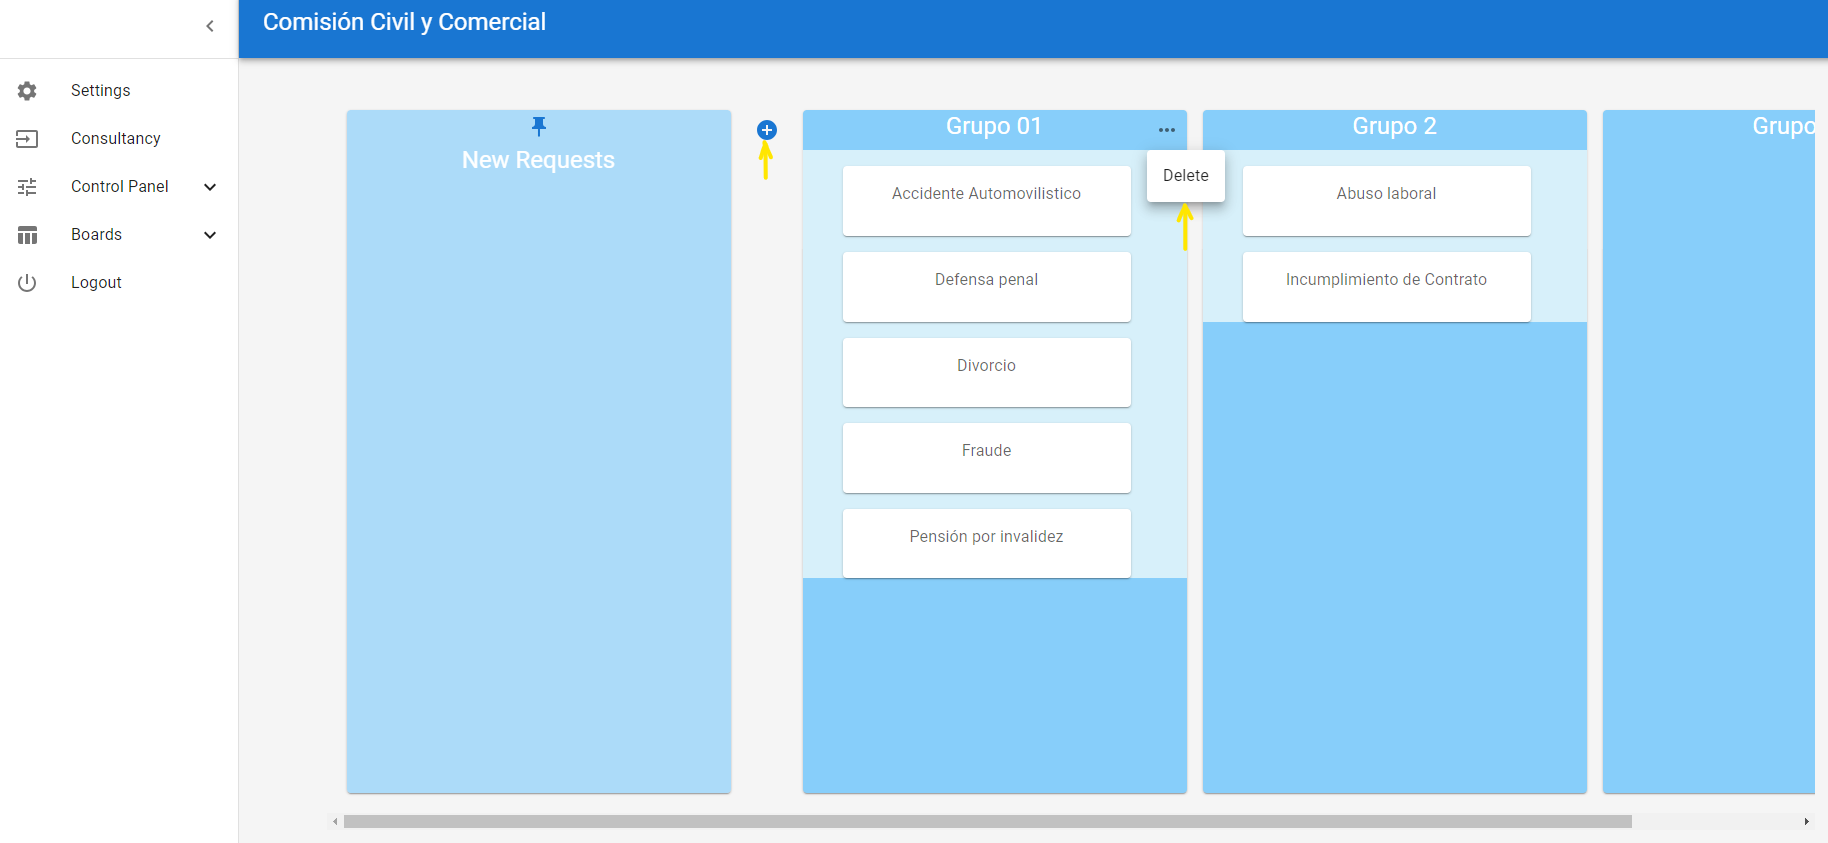 Comisión Civil y Comercial
Settings
Consultancy
Control Panel
Boards
Logout
New Requests
Grupo 01
Delete
Accidente Automovilistico
Defensa penal
Divorcio
Fraude
Pensión por invalidez
Grupo 2
Abuso laboral
Incumplimiento de Contrato
Grupo